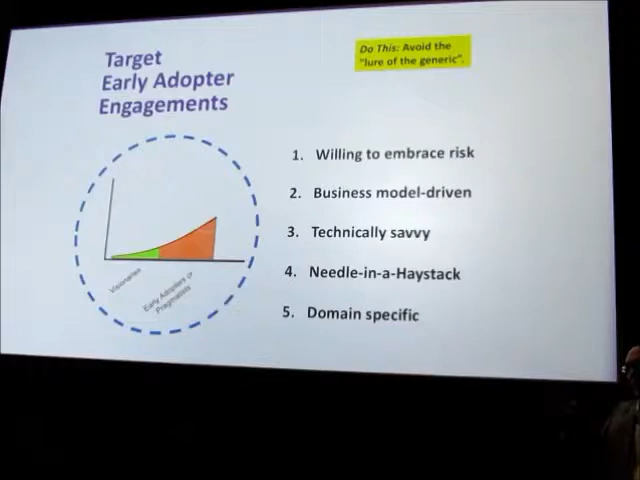 Target
Early Adopter
Engagements
Do This: Avoid the
"lure of the generic".
1. Willing to embrace risk
2. Business model-driven
3. Technically savvy
4. Needle-in-a-Haystack
5. Domain specific
Visionaries
Early Adopters or
Pragmatists